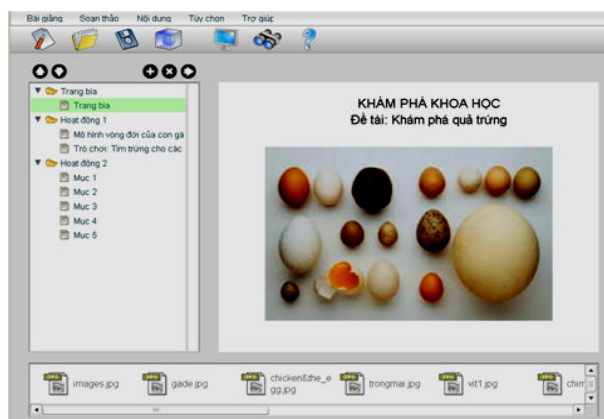 Bài giảng Soạn thảo Nội dung Tùy chọn Trợ giúp
Trang bìa
Trang bìa
Hoạt động 1
Mô hình vòng đời của con gà
Trò chơi: Tìm trứng cho các
Hoạt động 2
Mục 1
Mục 2
Mục 3
Mục 4
Mục 5
KHÁM PHÁ KHOA HỌC
Đề tài: Khám phá quả trứng
images.jpg
gade.jpg
chicken&the_e
gg.jpg
trongmai.jpg
vit1.jpg
chim